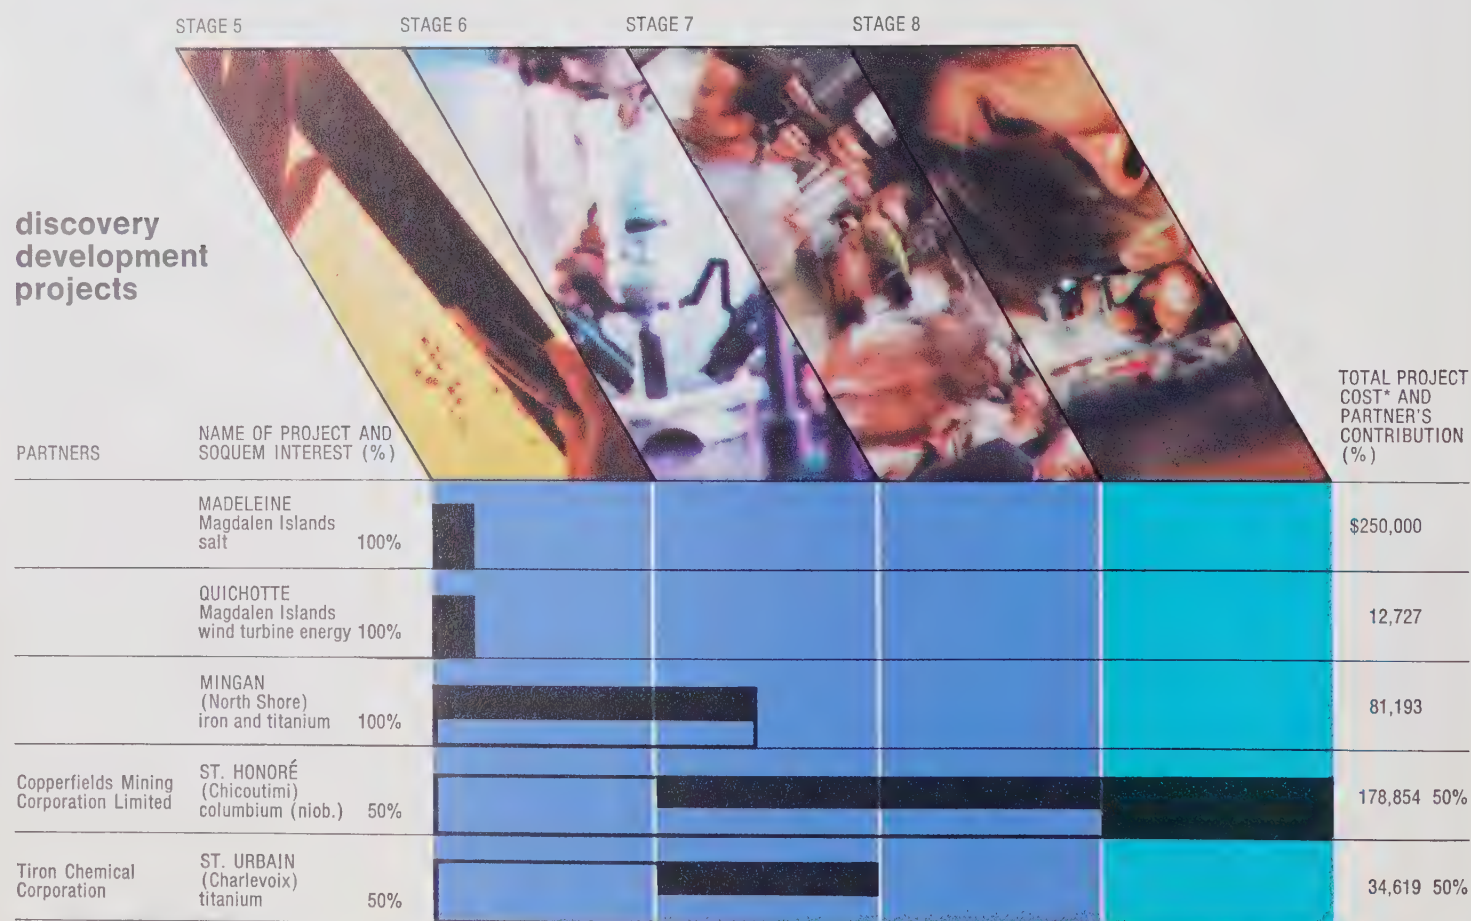 STAGE 5 STAGE 6 STAGE 7 STAGE 8
discovery
development
projects
PARTNERS
NAME OF PROJECT AND
SOQUEM INTEREST (%)
TOTAL PROJECT
COST* AND
PARTNER'S
CONTRIBUTION
(%)
MADELEINE
Magdalen Islands
salt 100%
$250,000
QUICHOTTE
Magdalen Islands
wind turbine energy 100%
12,727
MINGAN
(North Shore)
iron and titanium 100%
81,193
Copperfields Mining
Corporation Limited
ST. HONORÉ
(Chicoutimi)
columbium (niob.) 50%
178,854 50%
Tiron Chemical
Corporation
ST. URBAIN
(Charlevoix)
titanium 50%
34,619 50%